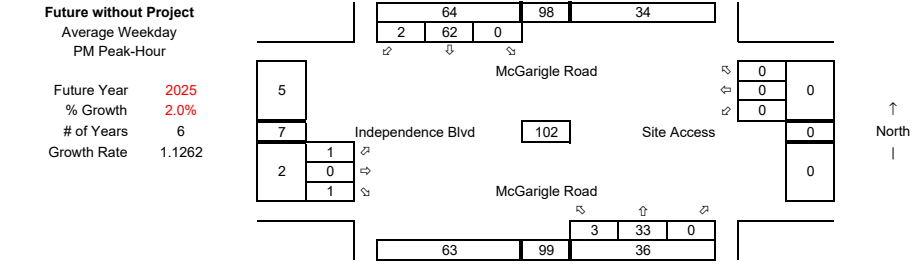 Future without Project
Average Weekday
PM Peak-Hour
Future Year 2025
% Growth 2.0%
# of Years 6
Growth Rate 1.1262
64 98 34
2 62 0
⬃ ⇩ ⬂
McGarigle Road
5
⬁ 0
⇦ 0
⬃ 0
0
7 Independence Blvd 102 Site Access 0
2
1 ⬀
0 ⇨
1 ⬂
0
McGarigle Road
⬁ ⇧ ⬀
3 33 0
63 99 36
↑
North
|